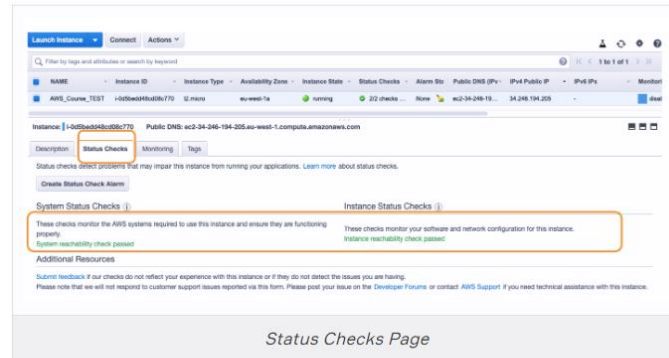 Launch Instance Connect Actions
Filter by tags and attributes or search by keyword 1 to 1 of 1
NAME Instance ID Instance Type Availability Zone Instance State Status Checks Alarm Sta Public DNS (IPv IPv4 Public IP IPv6 IPs Monitori
AWS_Course_TEST i-0d5bedd48cd08c770 t2.micro eu-west-1a running 2/2 checks ... None ec2-34-246-19... 34.246.194.205 - disal
Instance: i-0d5bedd48cd08c770 Public DNS: ec2-34-246-194-205.eu-west-1.compute.amazonaws.com
Description Status Checks Monitoring Tags
Status checks detect problems that may impair this instance from running your applications. Learn more about status checks.
Create Status Check Alarm
System Status Checks
These checks monitor the AWS systems required to use this instance and ensure they are functioning
properly.
System reachability check passed
Instance Status Checks
These checks monitor your software and network configuration for this instance.
Instance reachability check passed
Additional Resources
Submit feedback if our checks do not reflect your experience with this instance or if they do not detect the issues you are having.
Please note that we will not respond to customer support issues reported via this form. Please post your issue on the Developer Forums or contact AWS Support if you need technical assistance with this instance.
Status Checks Page